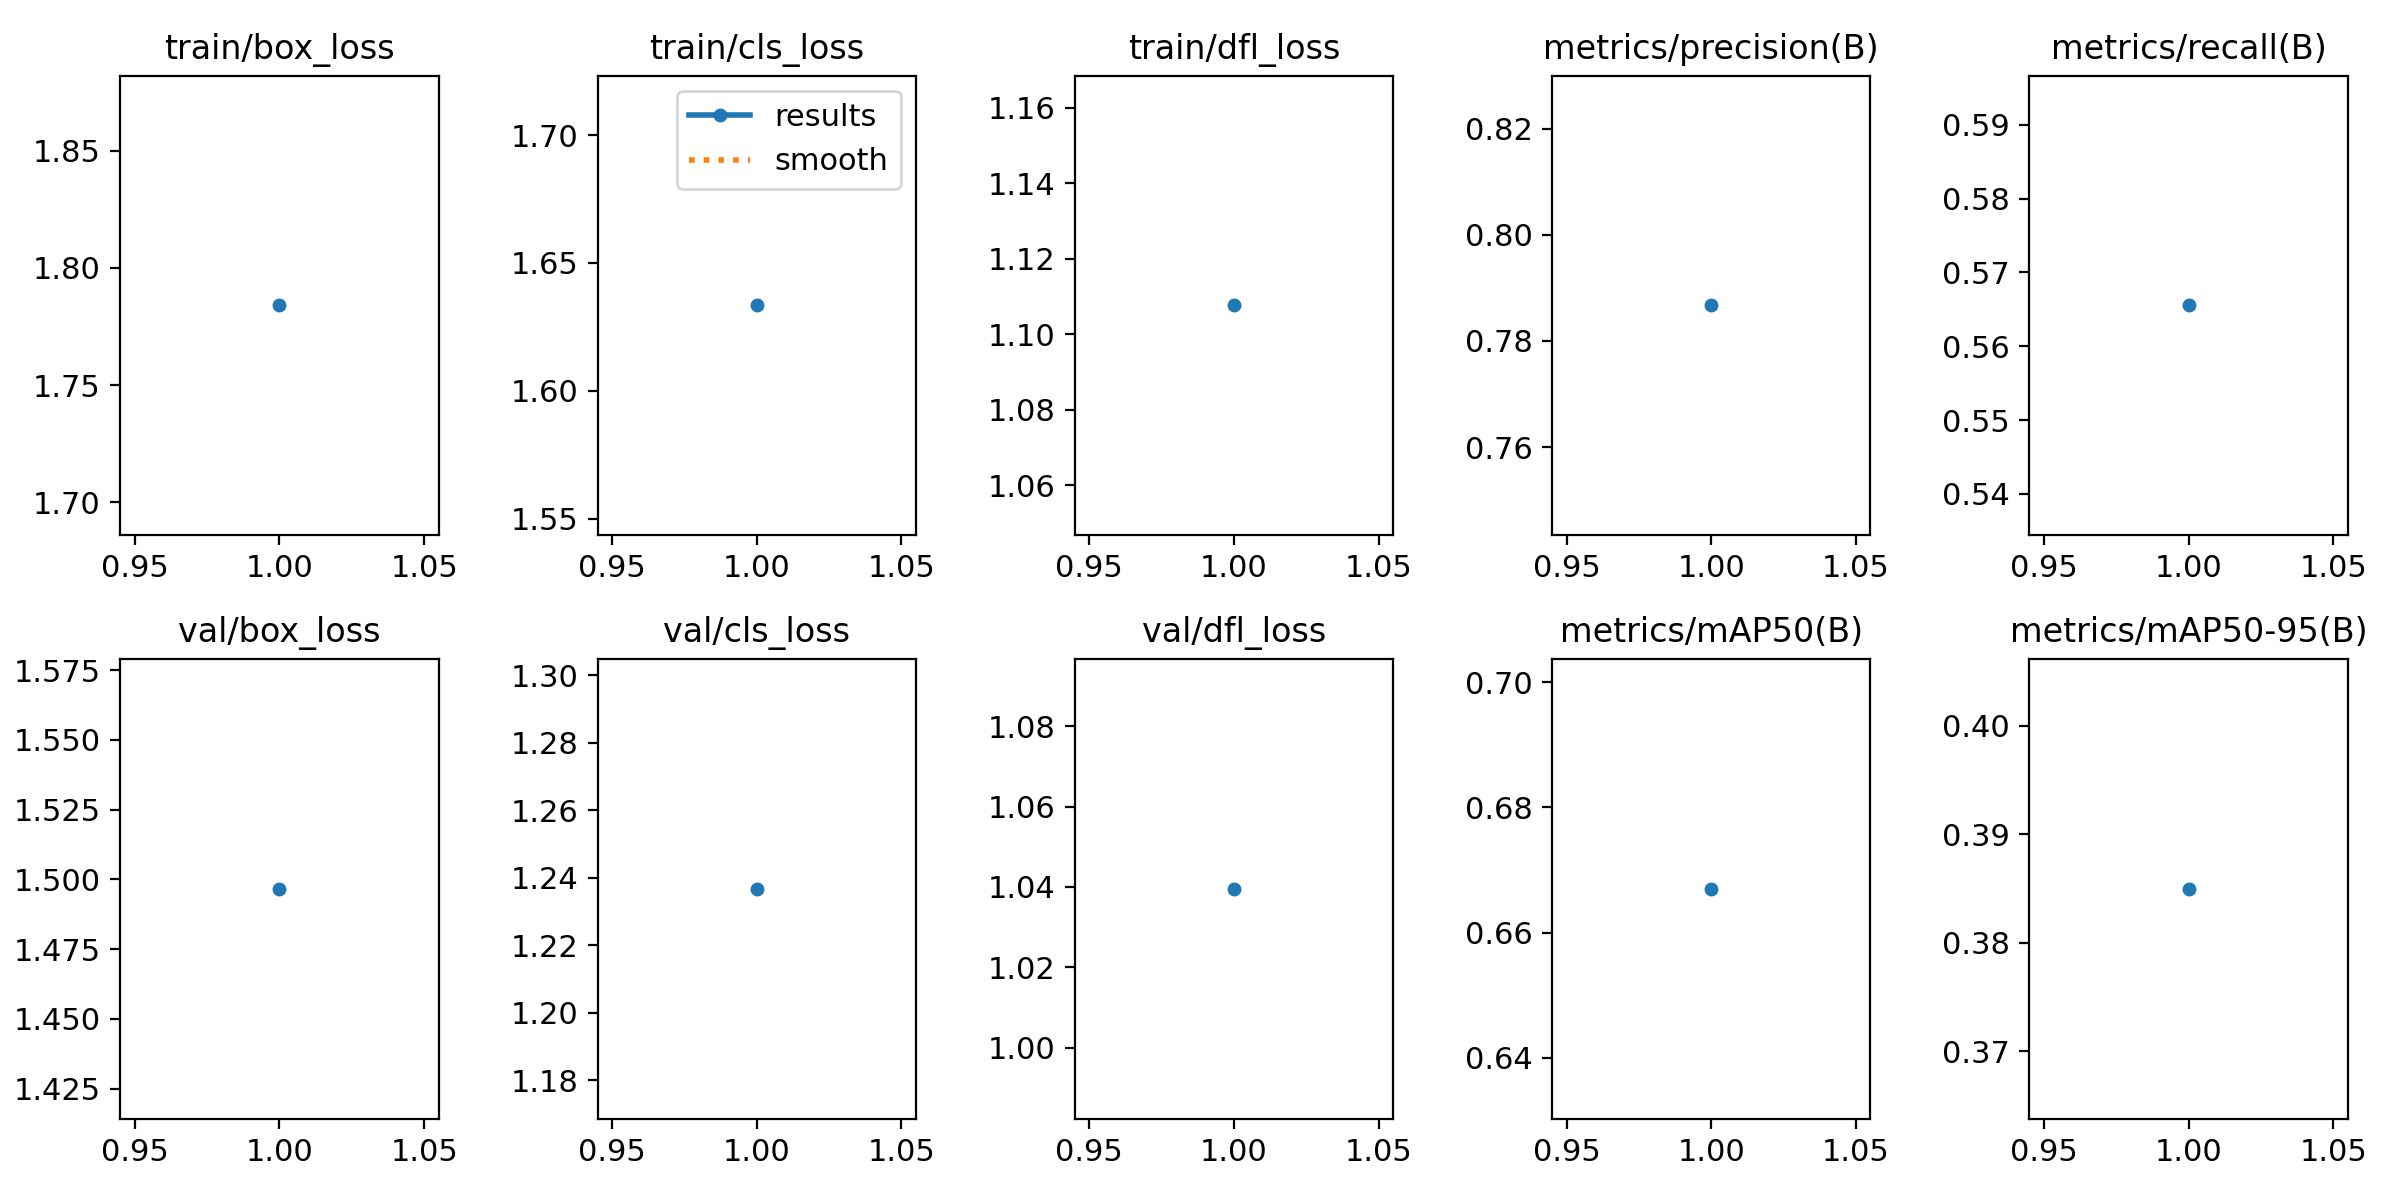 train/box_loss
train/cls_loss
train/dfl_loss
metrics/precision(B)
metrics/recall(B)
1.85
1.80
1.75
1.70
0.95 1.00 1.05
results
smooth
1.70
1.65
1.60
1.55
0.95 1.00 1.05
1.16
1.14
1.12
1.10
1.08
1.06
0.95 1.00 1.05
0.82
0.80
0.78
0.76
0.95 1.00 1.05
0.59
0.58
0.57
0.56
0.55
0.54
0.95 1.00 1.05
val/box_loss
val/cls_loss
val/dfl_loss
metrics/mAP50(B)
metrics/mAP50-95(B)
1.575
1.550
1.525
1.500
1.475
1.450
1.425
0.95 1.00 1.05
1.30
1.28
1.26
1.24
1.22
1.20
1.18
0.95 1.00 1.05
1.08
1.06
1.04
1.02
1.00
0.95 1.00 1.05
0.70
0.68
0.66
0.64
0.95 1.00 1.05
0.40
0.39
0.38
0.37
0.95 1.00 1.05